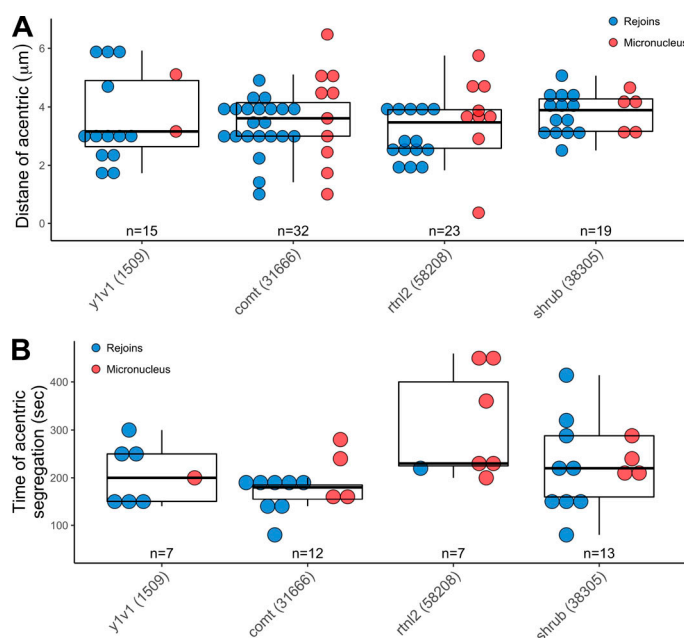 A
Rejoins
Micronucleus
Distane of acentric (μm)
6
4
2
0
n=15
n=32
n=23
n=19
y1v1 (1509)
comt (31666)
rtnl2 (58208)
shrub (38305)
B
Rejoins
Micronucleus
Time of acentric
segregation (sec)
400
300
200
100
n=7
n=12
n=7
n=13
y1v1 (1509)
comt (31666)
rtnl2 (58208)
shrub (38305)